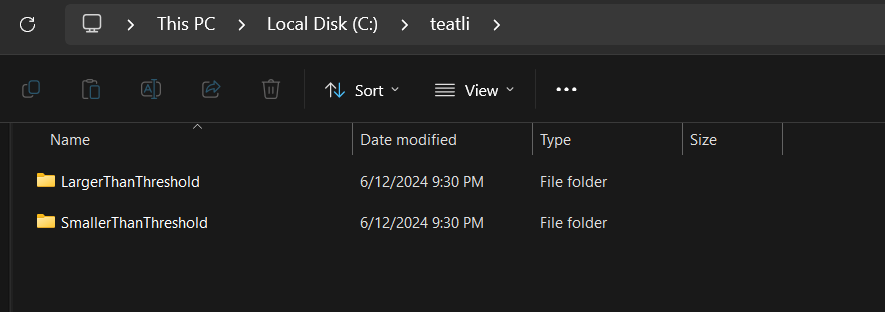 This PC > Local Disk (C:) > teatli >
Sort View •••
Name Date modified Type Size
LargerThanThreshold 6/12/2024 9:30 PM File folder
SmallerThanThreshold 6/12/2024 9:30 PM File folder